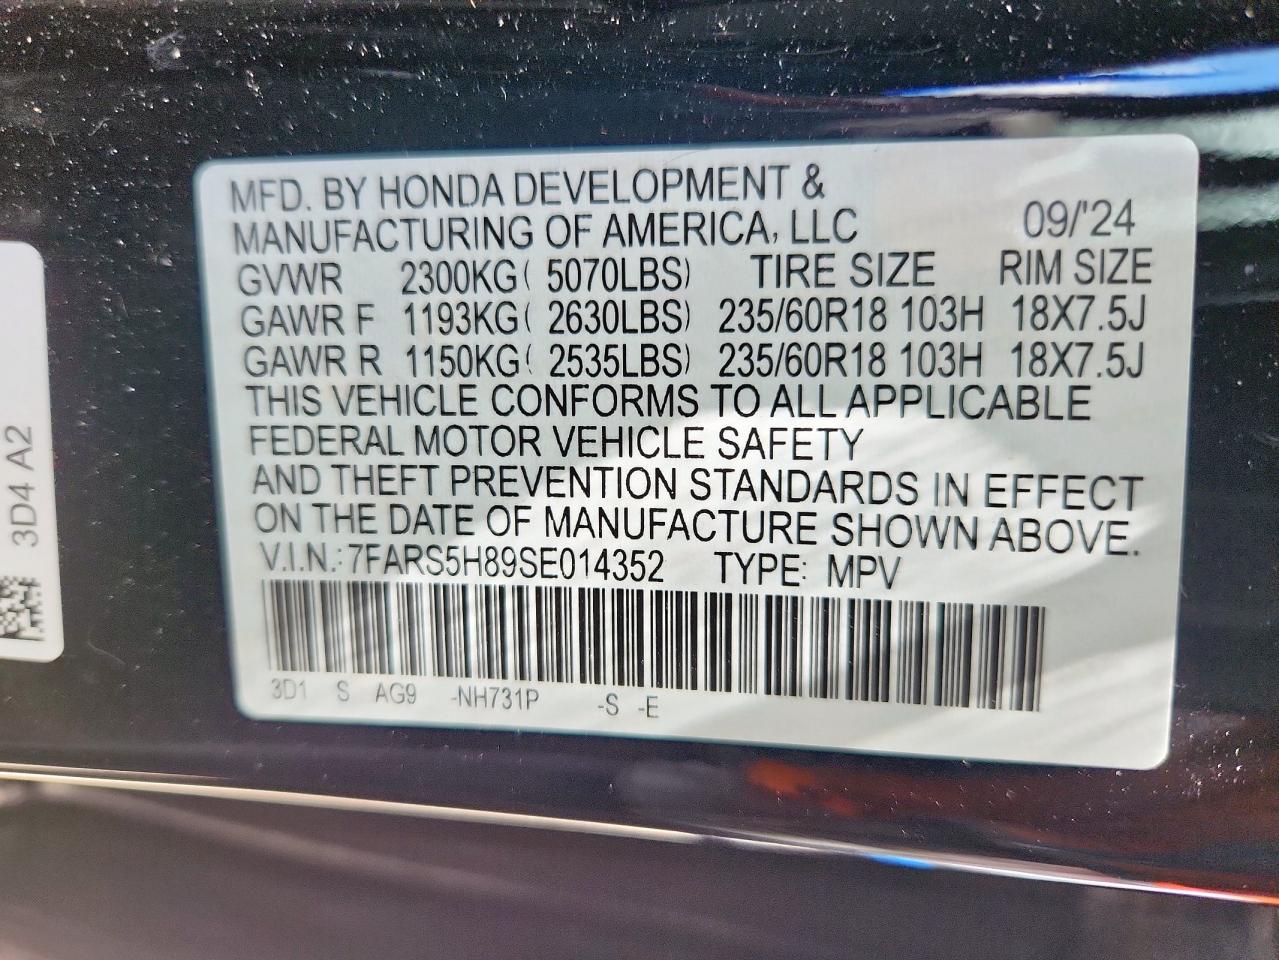 MFD. BY HONDA DEVELOPMENT &
MANUFACTURING OF AMERICA, LLC 09/'24
GVWR 2300KG( 5070LBS) TIRE SIZE RIM SIZE
GAWR F 1193KG( 2630LBS) 235/60R18 103H 18X7.5J
GAWR R 1150KG( 2535LBS) 235/60R18 103H 18X7.5J
THIS VEHICLE CONFORMS TO ALL APPLICABLE
FEDERAL MOTOR VEHICLE SAFETY
AND THEFT PREVENTION STANDARDS IN EFFECT
ON THE DATE OF MANUFACTURE SHOWN ABOVE.
V.I.N.: 7FARS5H89SE014352 TYPE: MPV
3D1 S AG9 -NH731P -S -E
3D4 A2